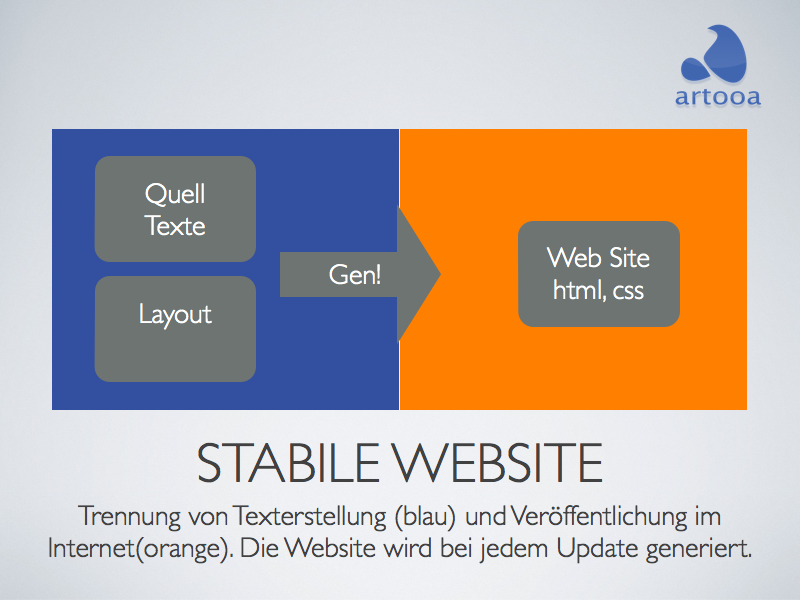 artooa
Quell
Texte
Layout
Gen!
Web Site
html, css
STABILE WEBSITE
Trennung von Texterstellung (blau) und Veröffentlichung im
Internet(orange). Die Website wird bei jedem Update generiert.